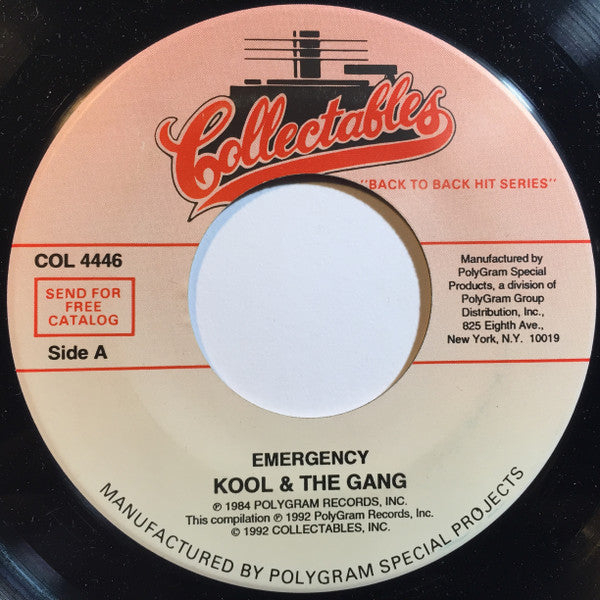 Collectables
"BACK TO BACK HIT SERIES"
COL 4446
SEND FOR
FREE
CATALOG
Side A
Manufactured by
PolyGram Special
Products, a division of
PolyGram Group
Distribution, Inc.,
825 Eighth Ave.,
New York, N.Y. 10019
EMERGENCY
KOOL & THE GANG
℗ 1984 POLYGRAM RECORDS, INC.
This compilation ℗ 1992 PolyGram Records, Inc.
© 1992 COLLECTABLES, INC.
MANUFACTURED BY POLYGRAM SPECIAL PROJECTS